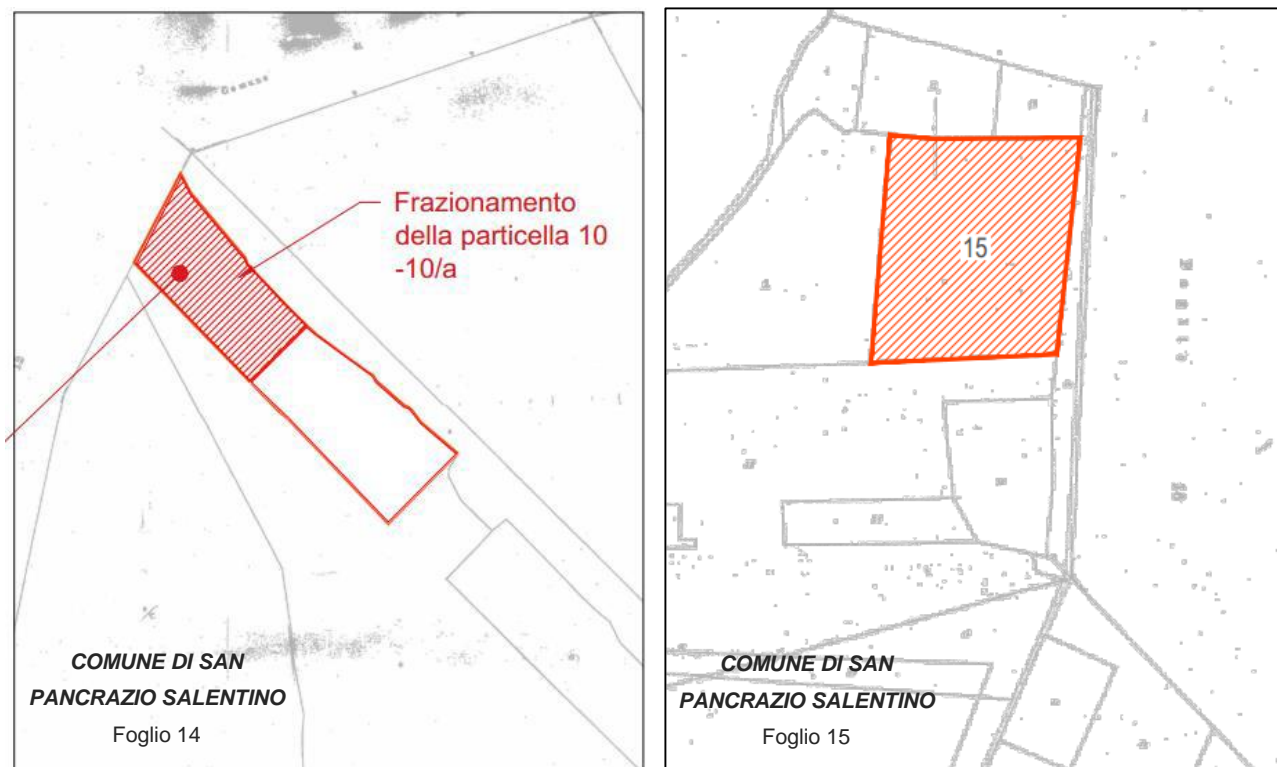 Frazionamento
della particella 10
-10/a
COMUNE DI SAN
PANCRAZIO SALENTINO
Foglio 14
15
COMUNE DI SAN
PANCRAZIO SALENTINO
Foglio 15